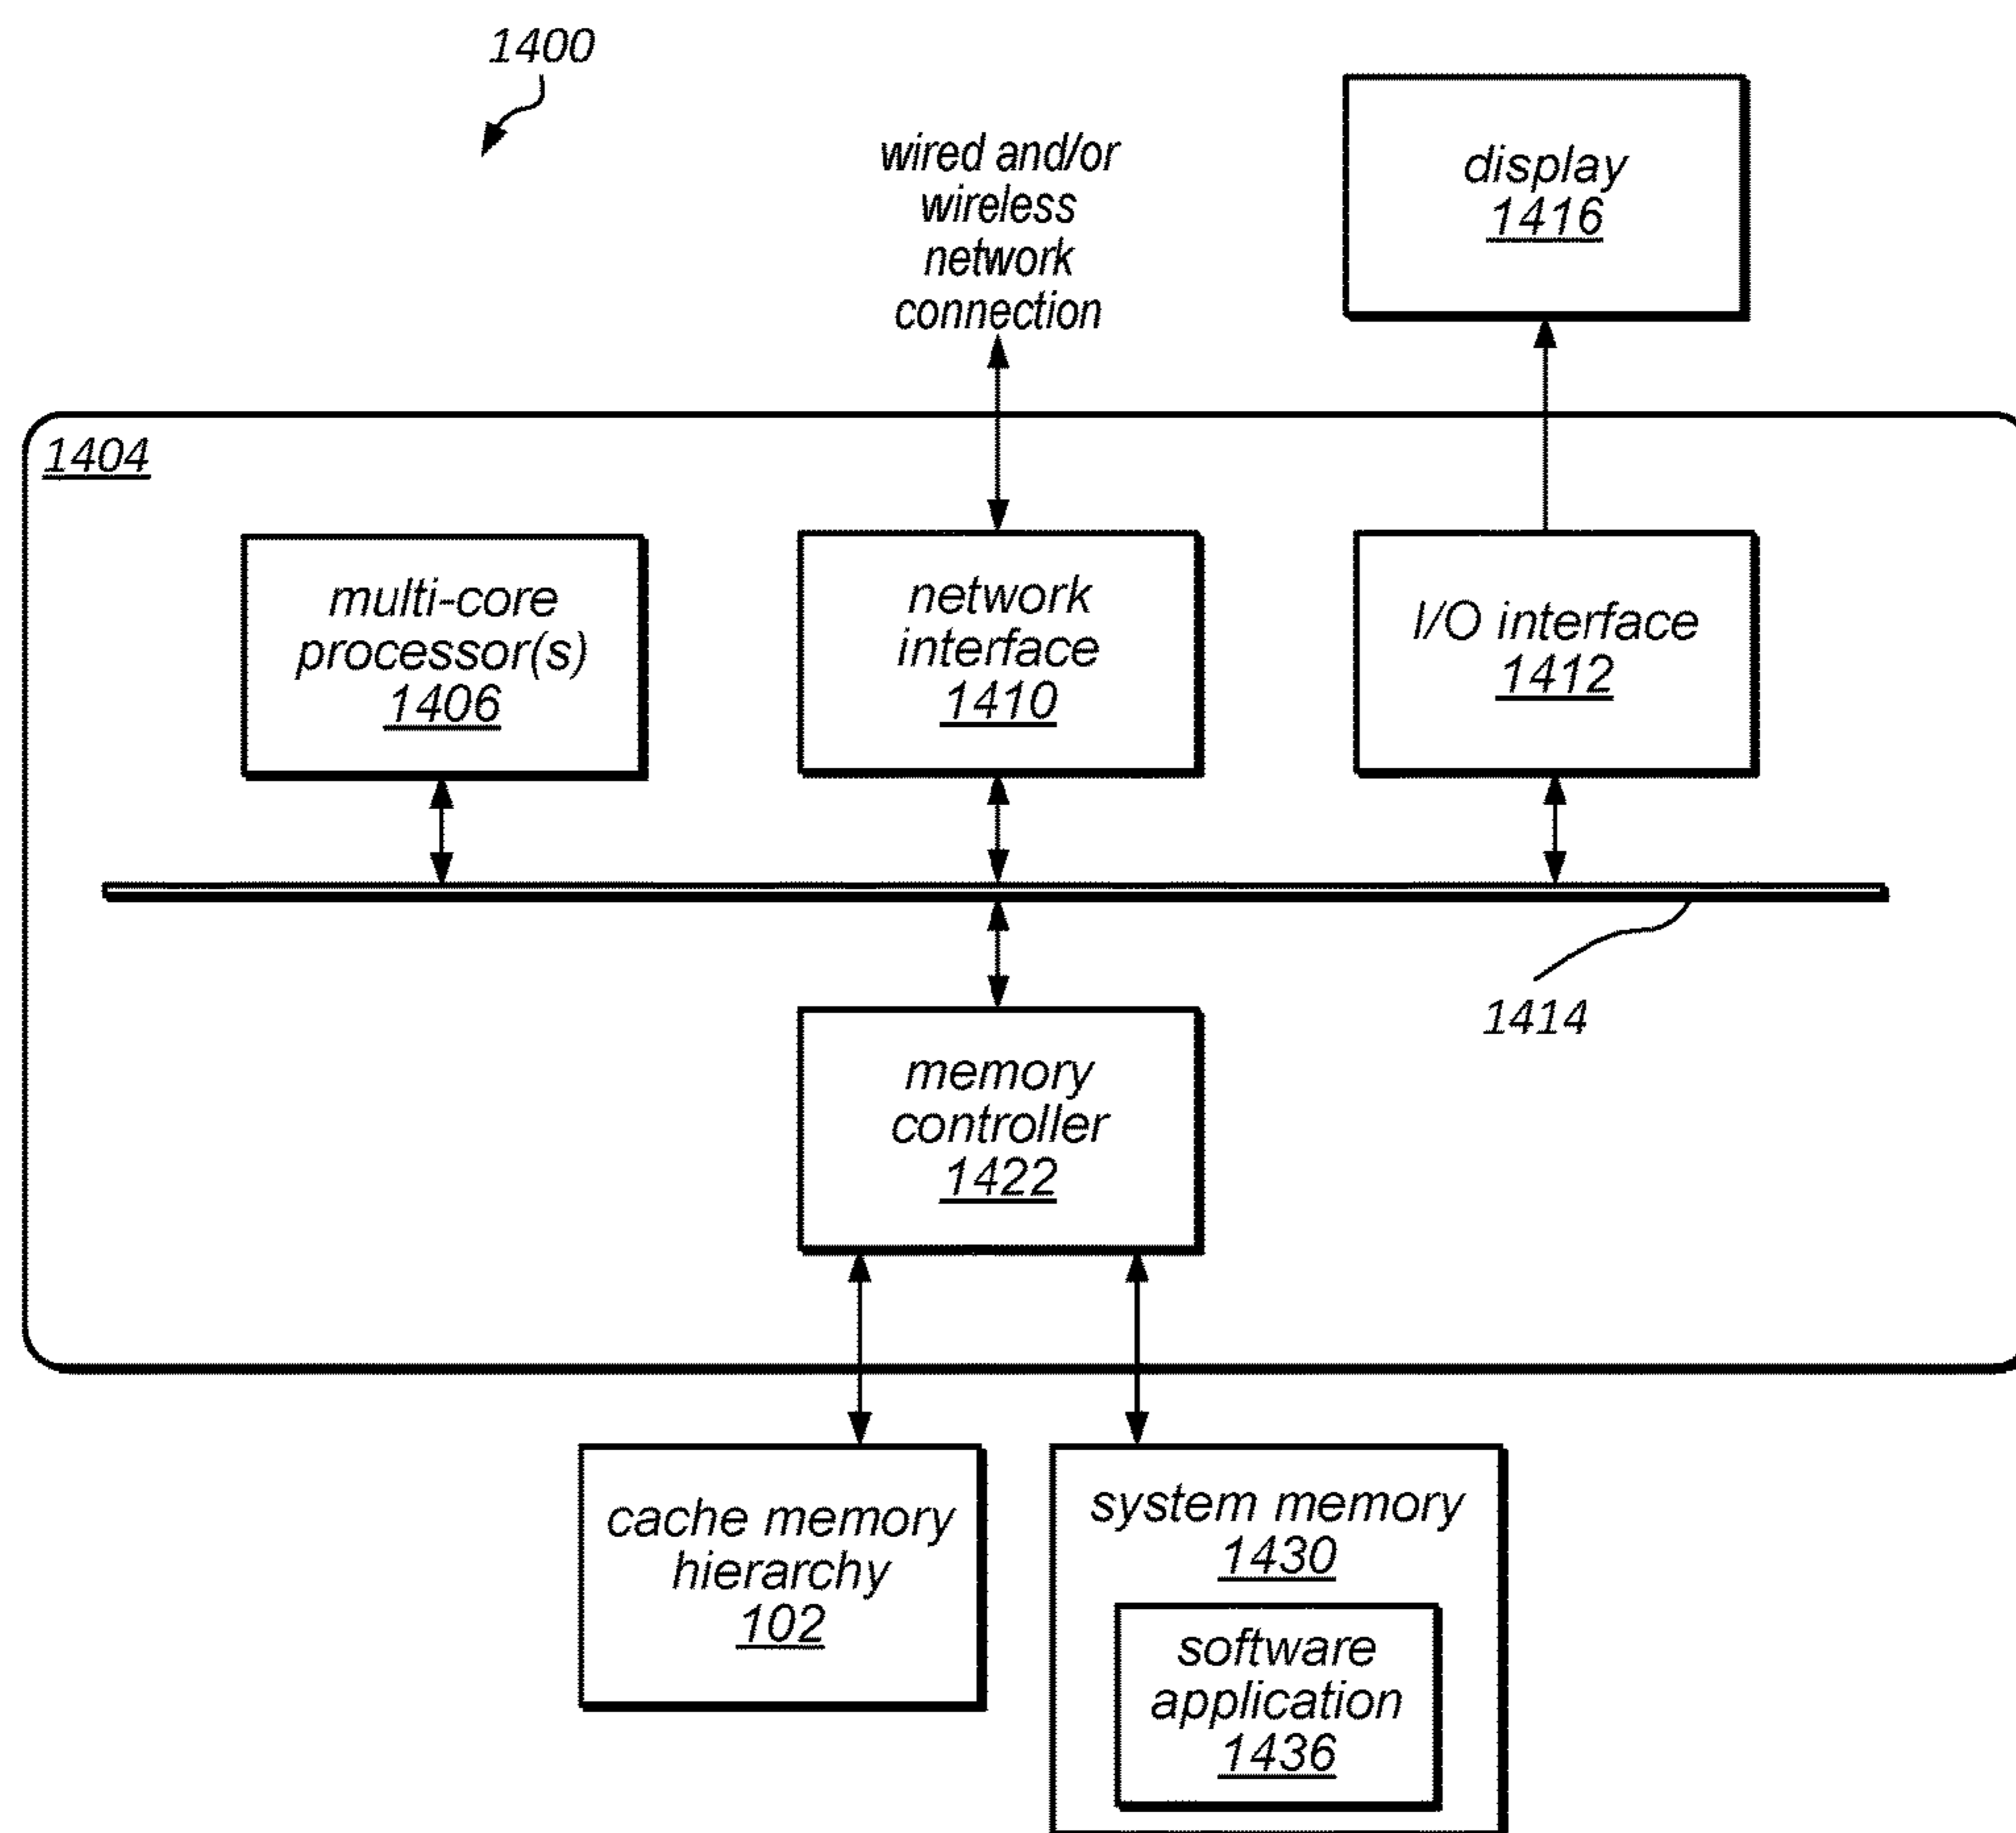 1400
wired and/or
wireless
network
connection
display
1416
1404
multi-core
processor(s)
1406
network
interface
1410
I/O interface
1412
1414
memory
controller
1422
cache memory
hierarchy
102
system memory
1430
software
application
1436